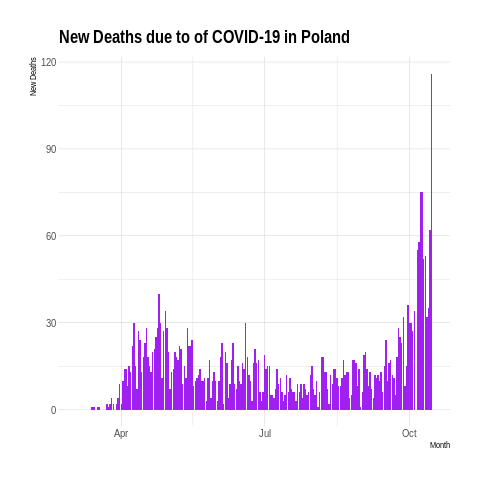 New Deaths due to of COVID-19 in Poland
New Deaths
120
90
60
30
0
Apr
Jul
Oct
Month